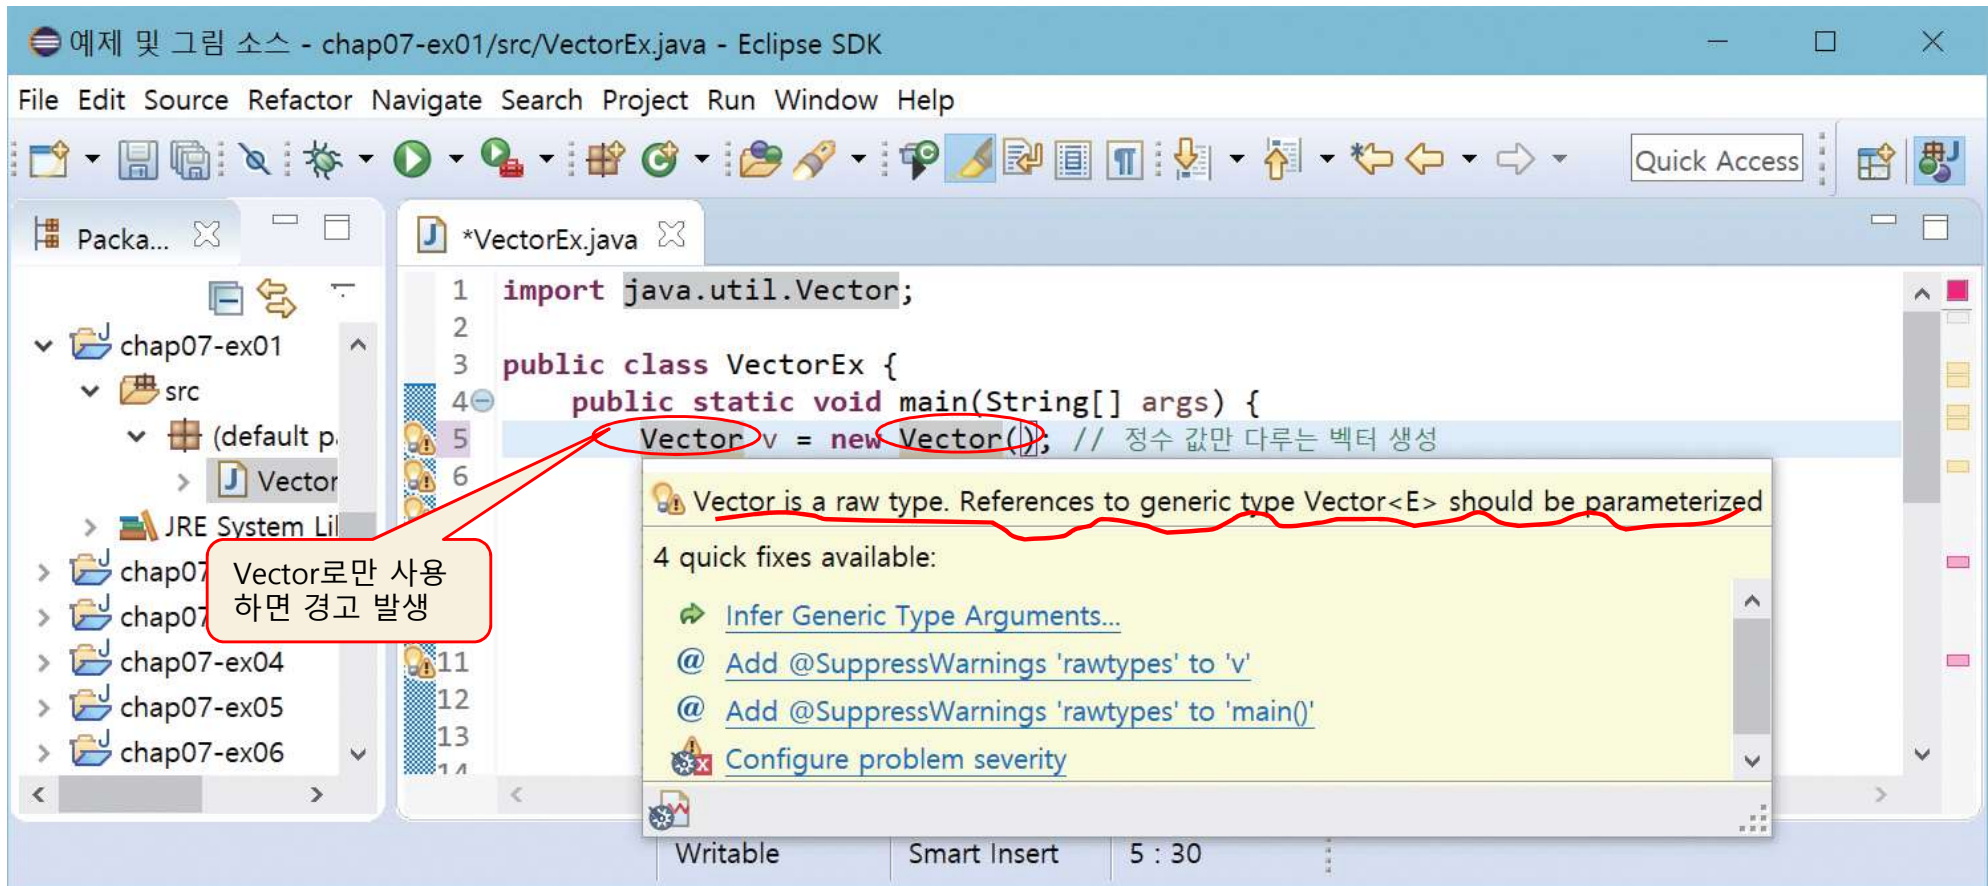 예제 및 그림 소스 - chap07-ex01/src/VectorEx.java - Eclipse SDK
File Edit Source Refactor Navigate Search Project Run Window Help
Quick Access
Packa...
*VectorEx.java
chap07-ex01
src
(default p
Vector
JRE System Lil
chap07
chap07
chap07-ex04
chap07-ex05
chap07-ex06
1 import java.util.Vector;
2
3 public class VectorEx {
4 public static void main(String[] args) {
5 Vector v = new Vector(); // 정수 값만 다루는 벡터 생성
6
11
12
13
14
Vector로만 사용
하면 경고 발생
Vector is a raw type. References to generic type Vector<E> should be parameterized
4 quick fixes available:
Infer Generic Type Arguments...
@ Add @SuppressWarnings 'rawtypes' to 'v'
@ Add @SuppressWarnings 'rawtypes' to 'main()'
Configure problem severity
Writable Smart Insert 5 : 30